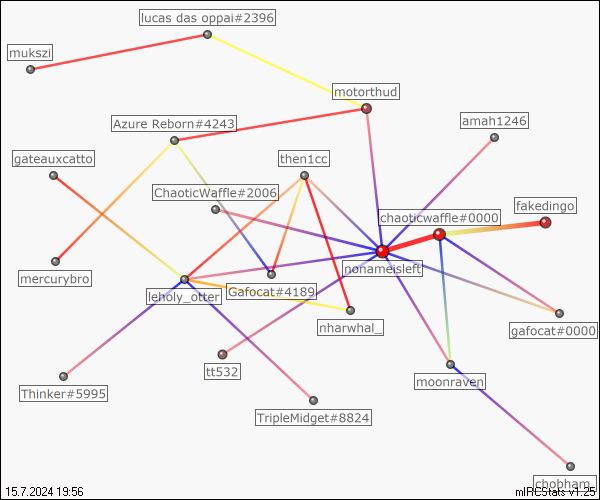 lucas das oppai#2396
mukszi
motorthud
Azure Reborn#4243
amah1246
gateauxcatto
then1cc
ChaoticWaffle#2006
fakedingo
chaoticwaffle#0000
nonameisleft
mercurybro
leholy_otter
Gafocat#4189
nharwhal_
gafocat#0000
tt532
moonraven
Thinker#5995
TripleMidget#8824
chobham_
15.7.2024 19:56
mIRCStats v1.25